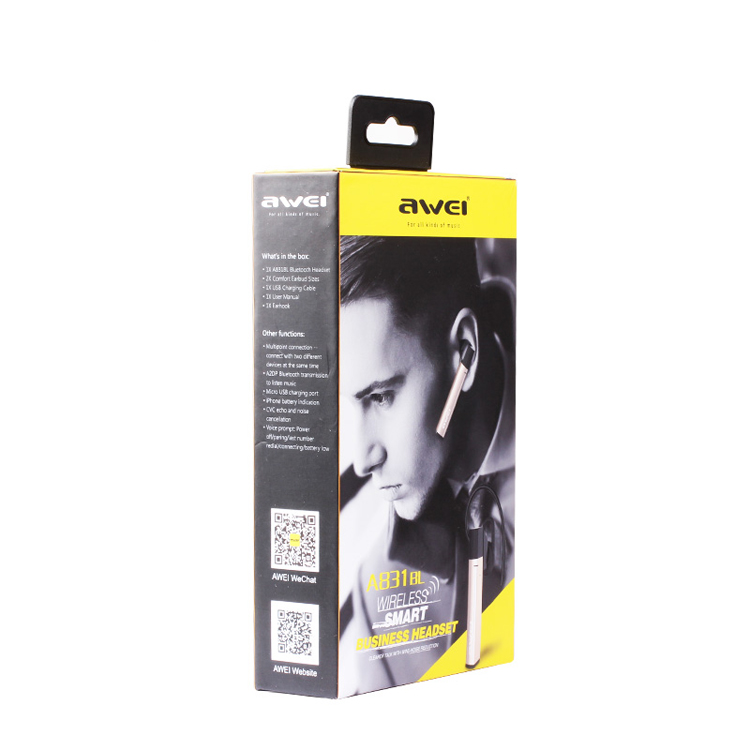 awei®
For all kinds of music
What's in the box:
• 1X A831BL Bluetooth Headset
• 2X Comfort Earbud Sizes
• 1X USB Charging Cable
• 1X User Manual
• 1X Earhook
Other functions:
• Multipoint connection—
connect with two different
devices at the same time
• A2DP Bluetooth transmission
to listen music
• Micro USB charging port
• iPhone battery indication
• CVC echo and noise
cancellation
• Voice prompt: Power
off/pairing/last number
redial/connecting/battery low
AWEI WeChat
AWEI Website
awei®
For all kinds of music
A831BL
WIRELESS
SMART
BUSINESS HEADSET